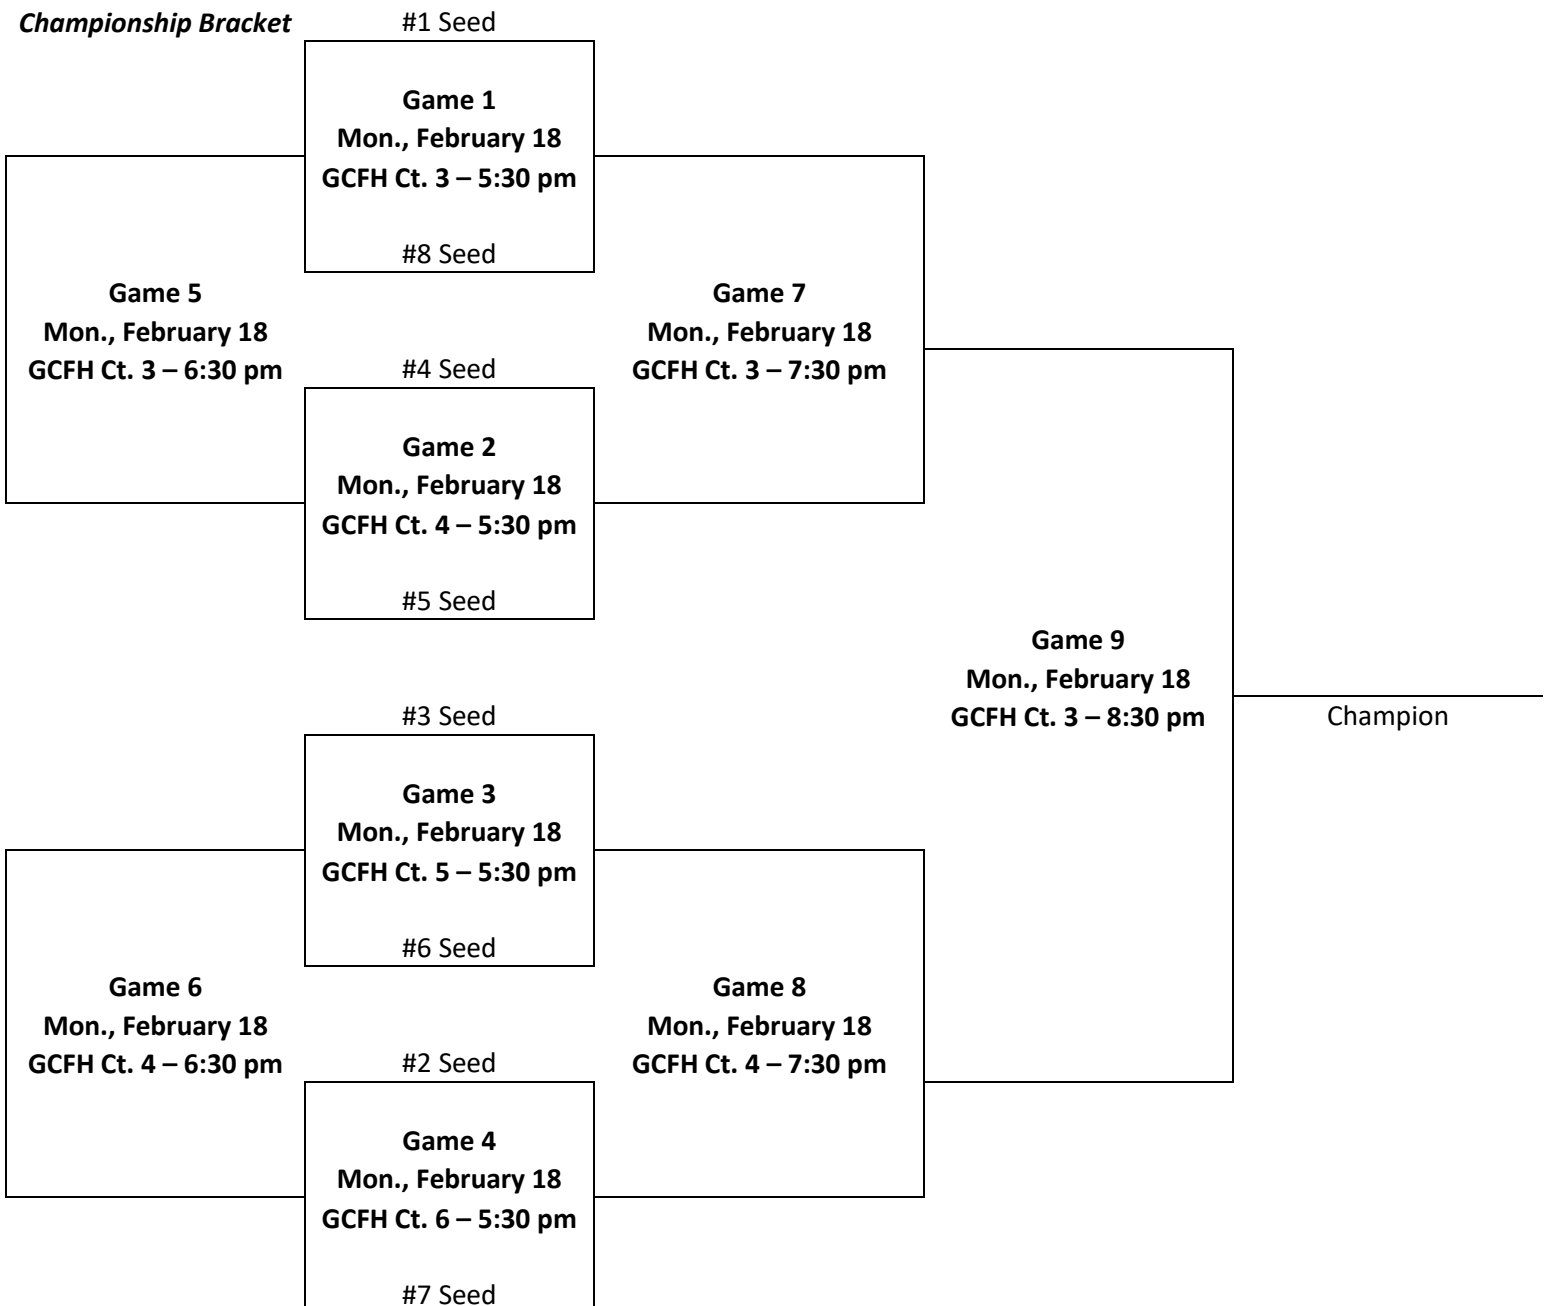 Championship Bracket
#1 Seed
Game 1
Mon., February 18
GCFH Ct. 3 – 5:30 pm
#8 Seed
Game 5
Mon., February 18
GCFH Ct. 3 – 6:30 pm
Game 7
Mon., February 18
GCFH Ct. 3 – 7:30 pm
#4 Seed
Game 2
Mon., February 18
GCFH Ct. 4 – 5:30 pm
#5 Seed
Game 9
Mon., February 18
GCFH Ct. 3 – 8:30 pm
Champion
#3 Seed
Game 3
Mon., February 18
GCFH Ct. 5 – 5:30 pm
#6 Seed
Game 6
Mon., February 18
GCFH Ct. 4 – 6:30 pm
Game 8
Mon., February 18
GCFH Ct. 4 – 7:30 pm
#2 Seed
Game 4
Mon., February 18
GCFH Ct. 6 – 5:30 pm
#7 Seed